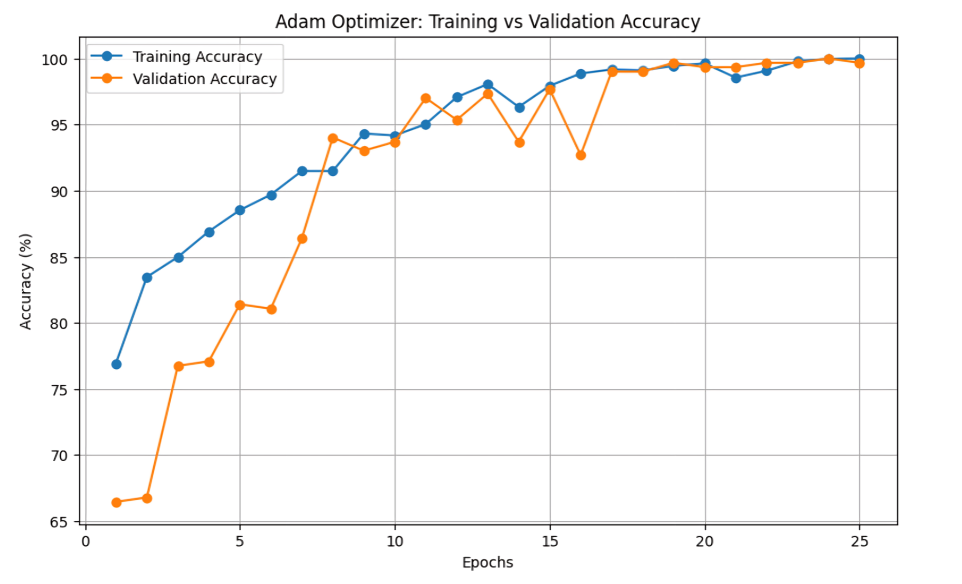 Adam Optimizer: Training vs Validation Accuracy
Training Accuracy
Validation Accuracy
100
95
90
85
80
75
70
65
Accuracy (%)
0 5 10 15 20 25
Epochs